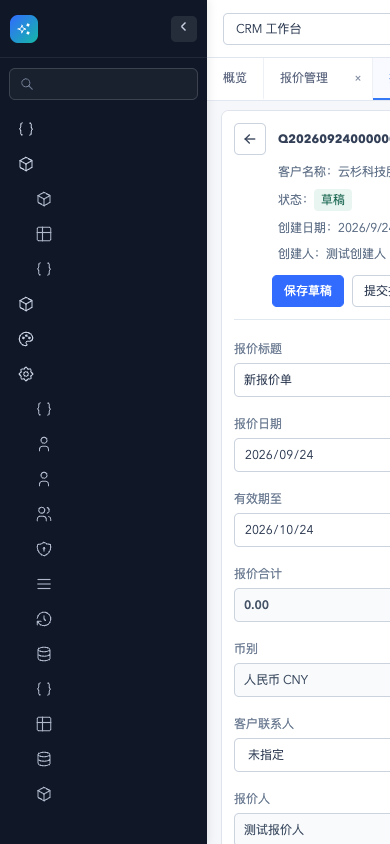 CRM 工作台
概览
报价管理 ×
Q2026092400000
客户名称: 云杉科技
状态: 草稿
创建日期: 2026/9/24
创建人: 测试创建人
保存草稿
提交
报价标题
新报价单
报价日期
2026/09/24
有效期至
2026/10/24
报价合计
0.00
币别
人民币 CNY
客户联系人
未指定
报价人
测试报价人